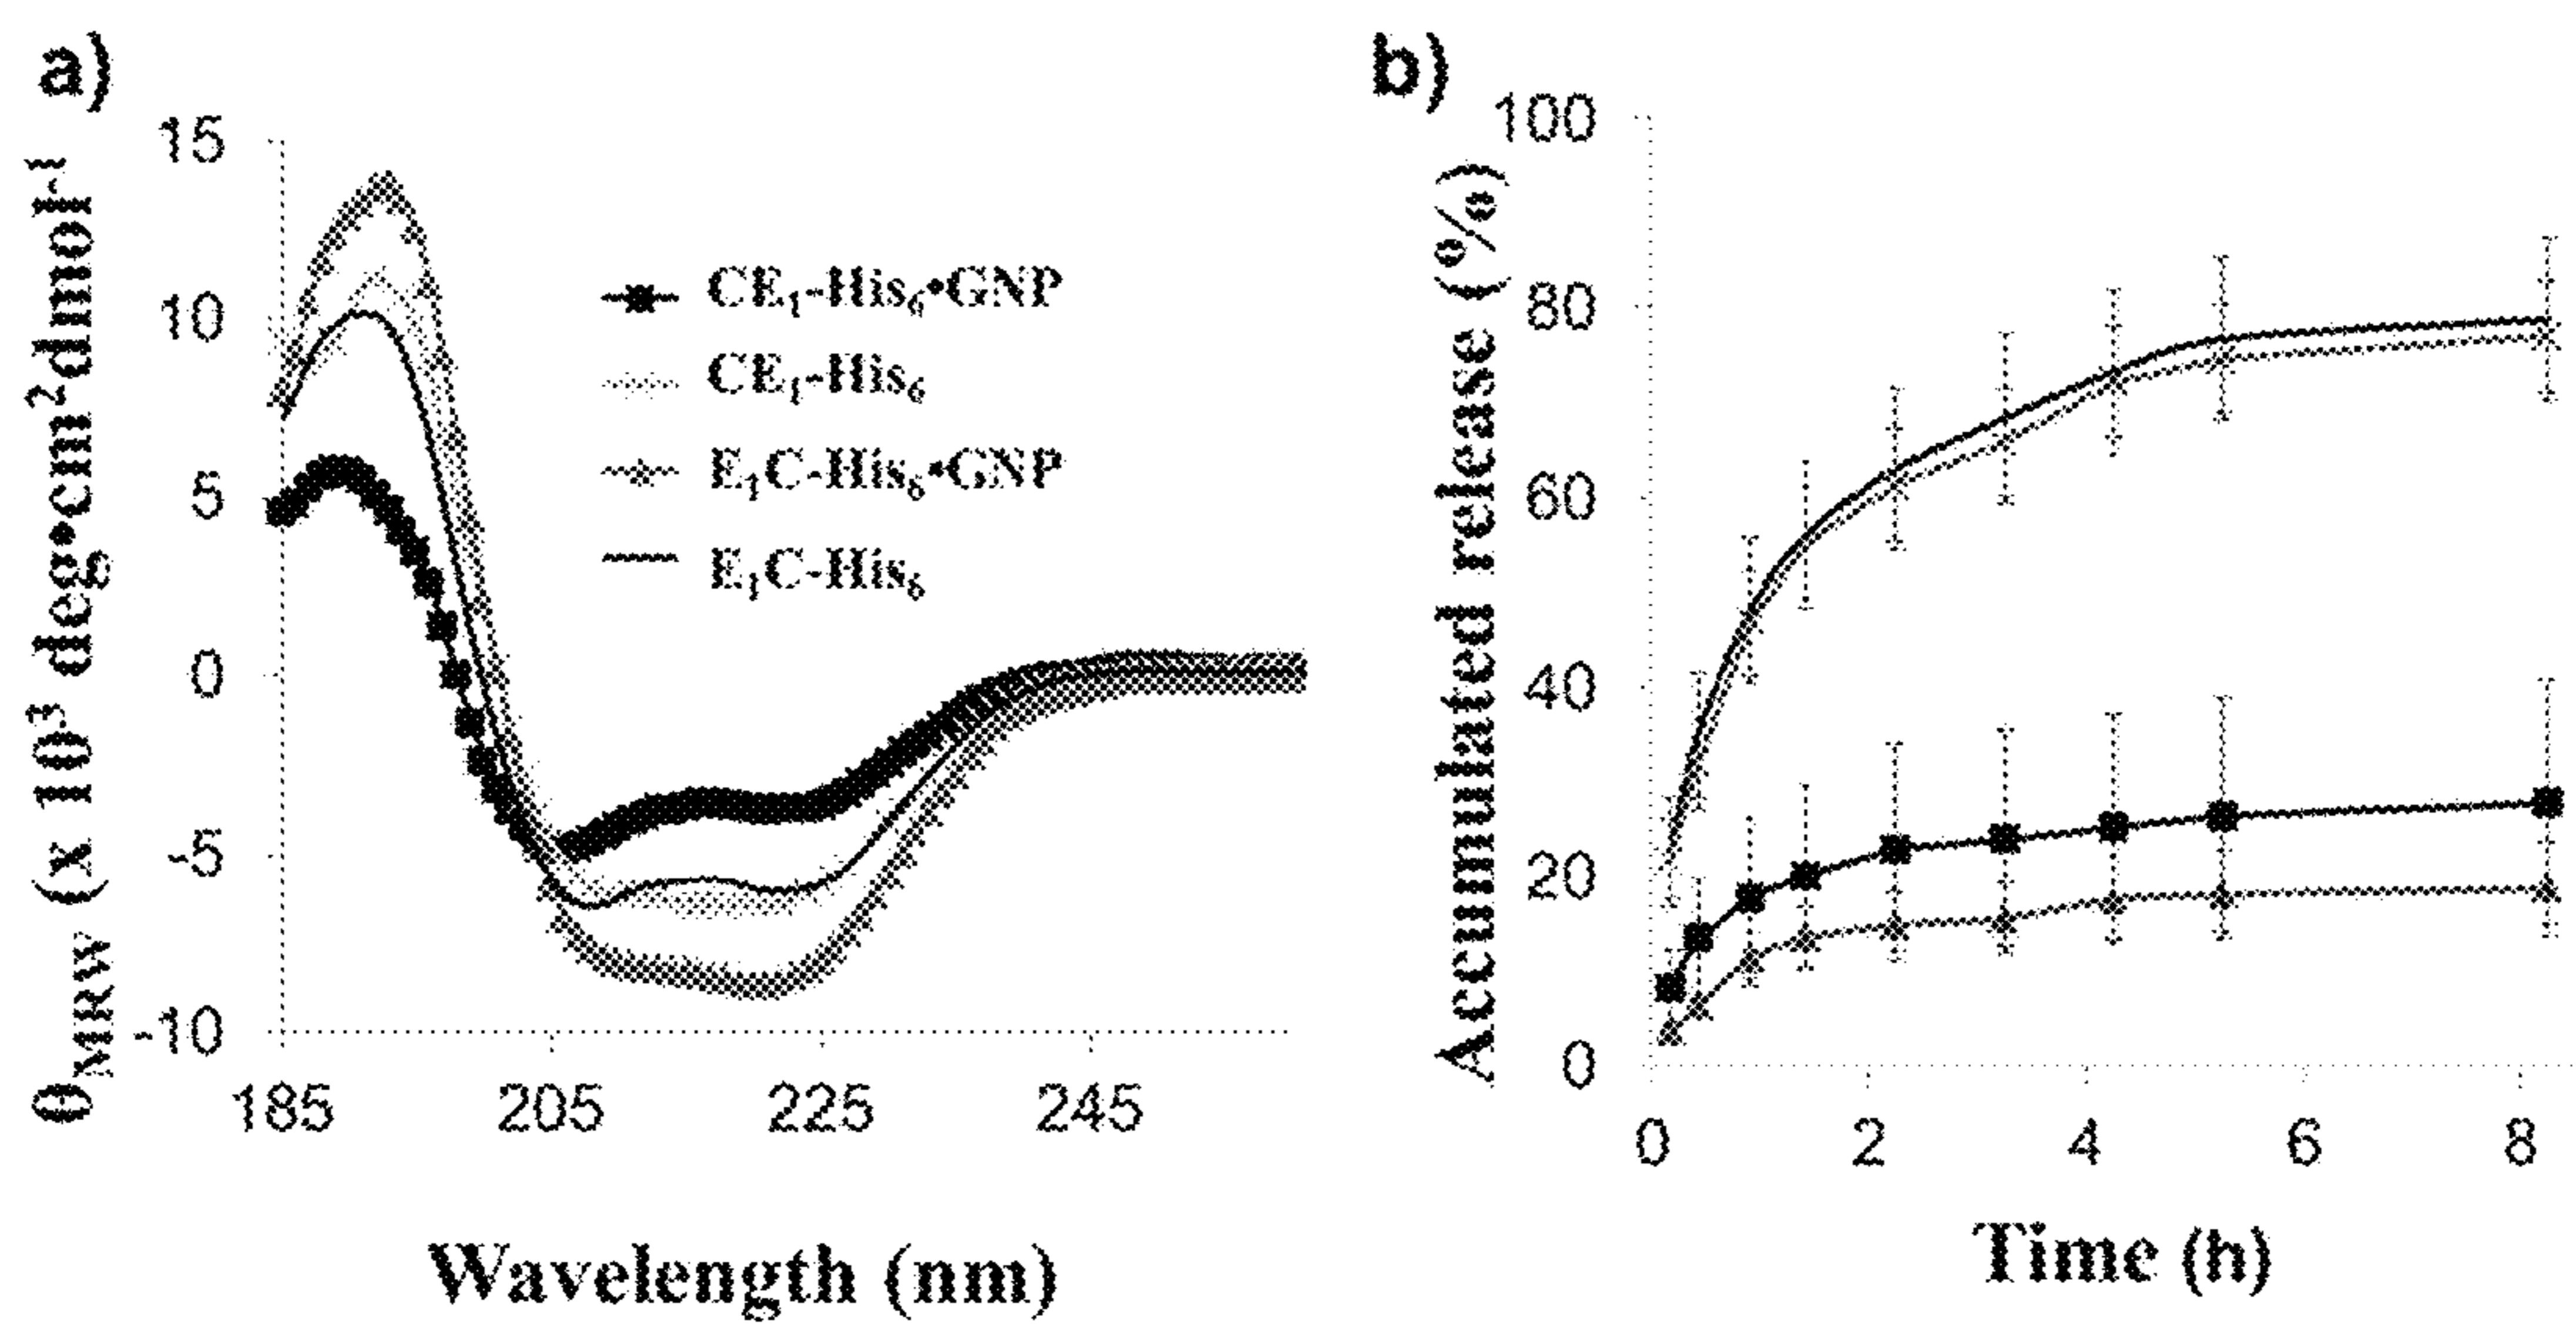 a)
θMRW (x 10⁻³ deg•cm²dmol⁻¹
15
10
5
0
-5
-10
185 205 225 245
Wavelength (nm)
CE₁-His₆•GNP
CE₁-His₆
E₁C-His₆•GNP
E₁C-His₆
b)
Accumulated release (%)
100
80
60
40
20
0
0 2 4 6 8
Time (h)